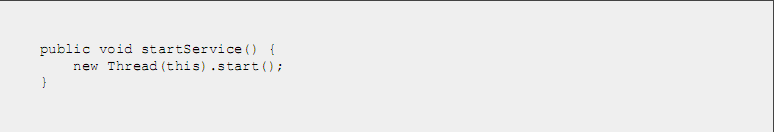 public void startService() {
    new Thread(this).start();
}